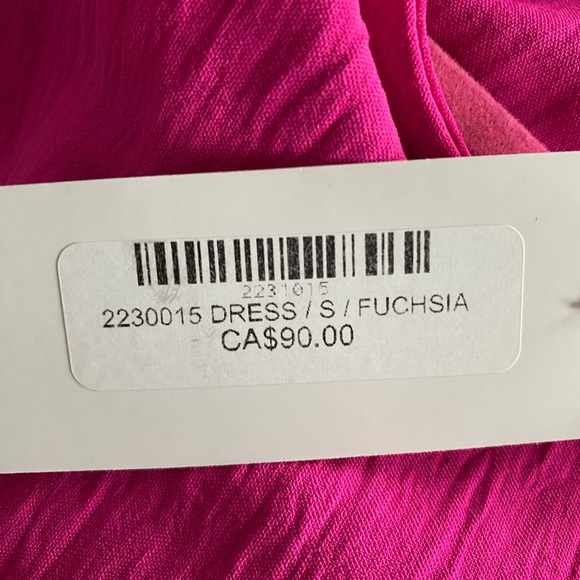 2231015
2230015 DRESS / S / FUCHSIA
CA$90.00